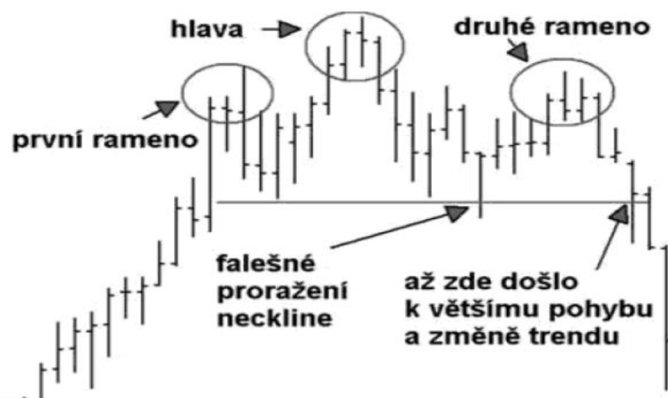 hlava
druhé rameno
první rameno
falešné
proražení
neckline
až zde došlo
k většímu pohybu
a změně trendu